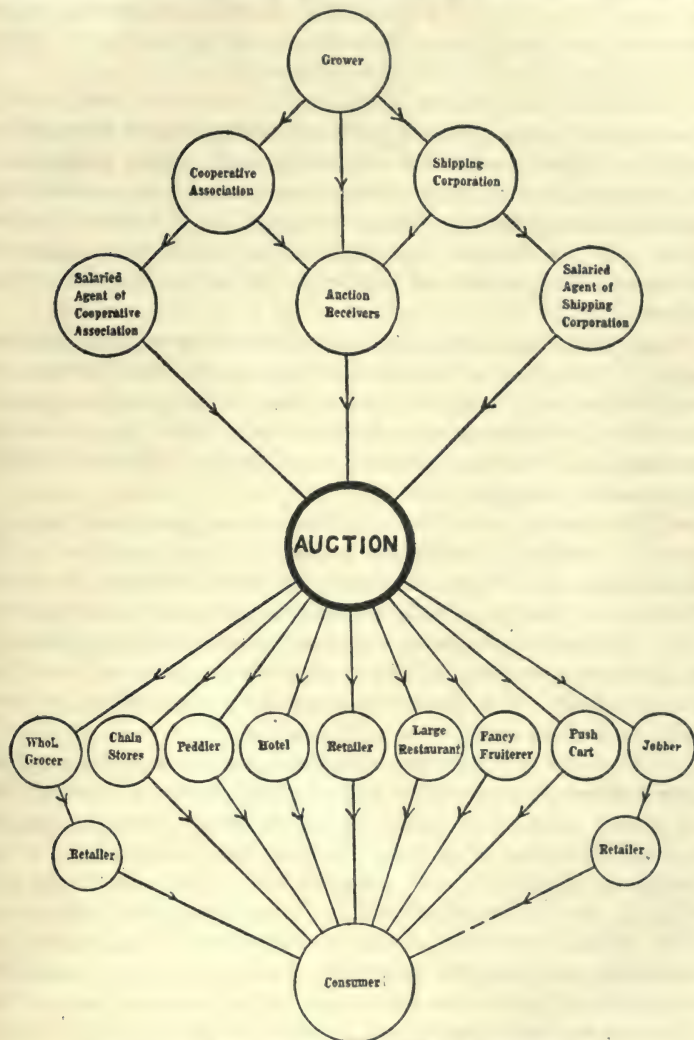 Grower
Cooperative
Association
Shipping
Corporation
Salaried
Agent of
Cooperative
Association
Auction
Receivers
Salaried
Agent of
Shipping
Corporation
AUCTION
Whol.
Grocer
Chain
Stores
Peddler
Hotel
Retailer
Large
Restaurant
Fancy
Fruiterer
Push
Cart
Jobber
Retailer
Retailer
Consumer